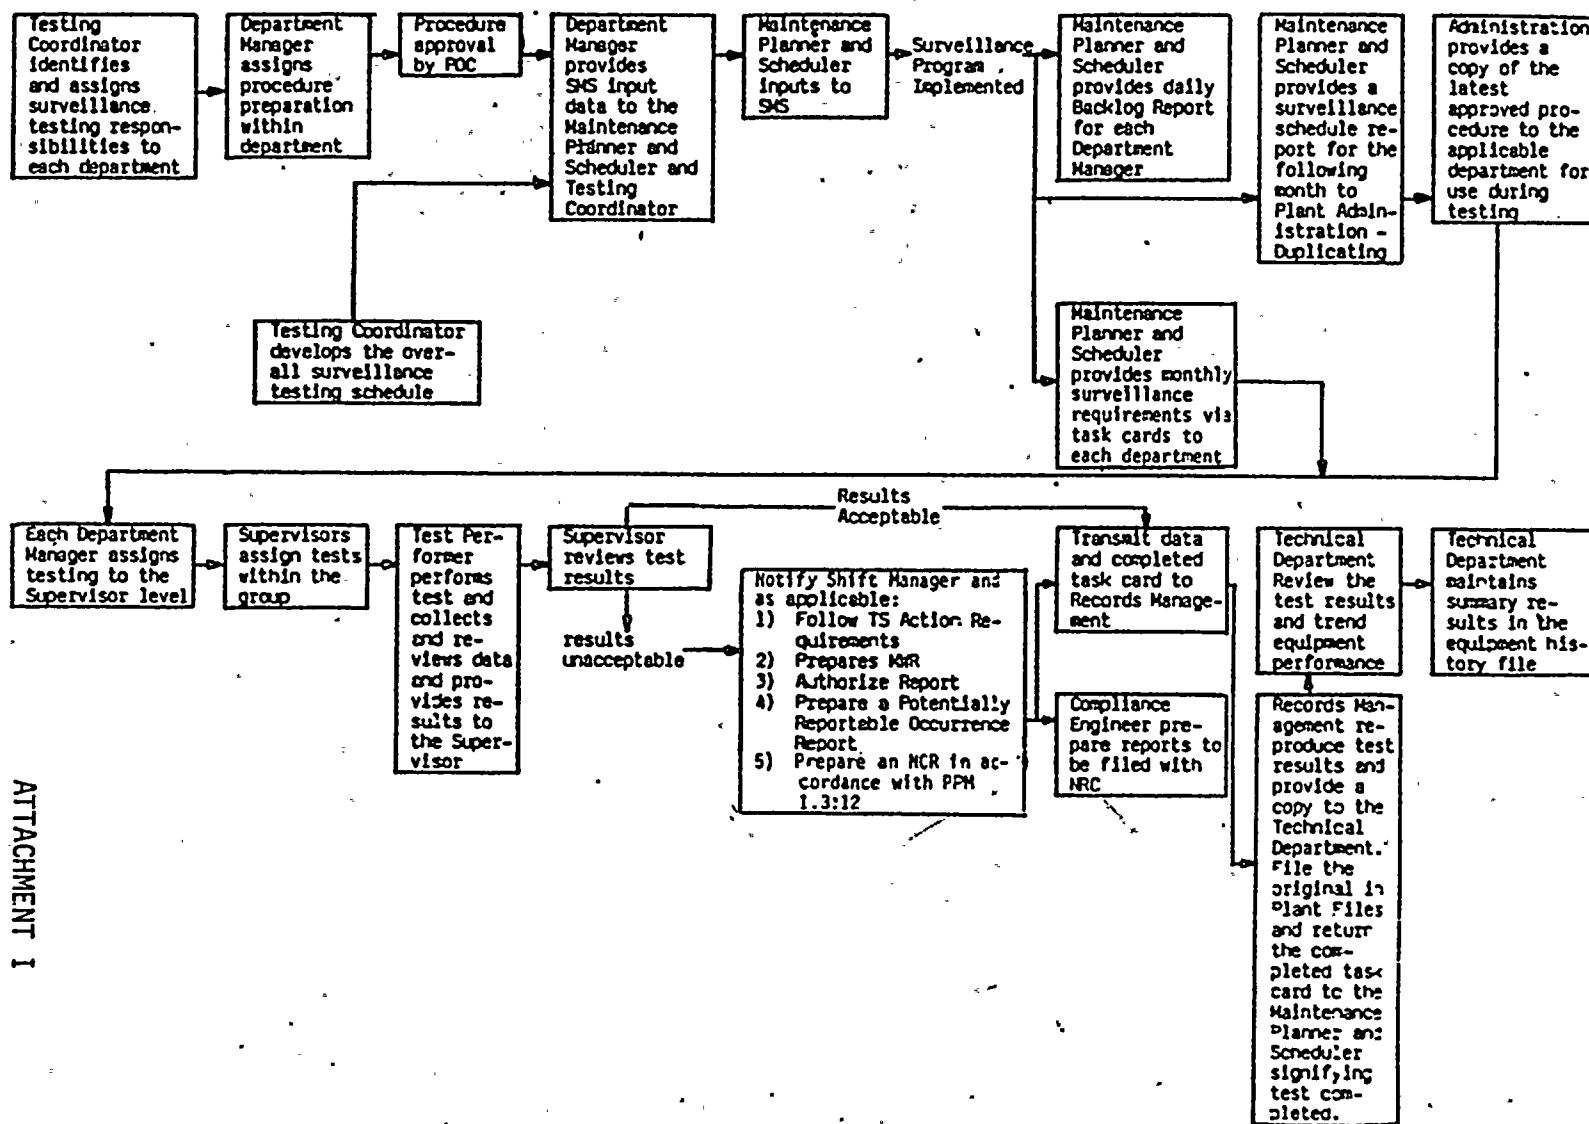 Testing
Coordinator
identifies
and assigns
surveillance
testing respon-
sibilities to
each department
Department
Manager
assigns
procedure
preparation
within
department
Procedure
approval
by POC
Department
Manager
provides
SMS input
data to the
Maintenance
Planner and
Scheduler and
Testing
Coordinator
Maintenance
Planner and
Scheduler
inputs to
SMS
Surveillance
Program
Implemented
Maintenance
Planner and
Scheduler
provides daily
Backlog Report
for each
Department
Manager
Maintenance
Planner and
Scheduler
provides a
surveillance
schedule re-
port for the
following
month to
Plant Admin-
istration -
Duplicating
Administration
provides a
copy of the
latest
approved pro-
cedure to the
applicable
department for
use during
testing
Testing Coordinator
develops the over-
all surveillance
testing schedule
Maintenance
Planner and
Scheduler
provides monthly
surveillance
requirements via
task cards to
each department
Each Department
Manager assigns
testing to the
Supervisor level
Supervisors
assign tests
within the
group
Test Per-
former
performs
test and
collects
and re-
views data
and pro-
vides re-
sults to
the Super-
visor
Supervisor
reviews test
results
Results
Acceptable
results
unacceptable
Notify Shift Manager and
as applicable:
1) Follow TS Action Re-
quirements
2) Prepares MWR
3) Authorize Report
4) Prepare a Potentially
Reportable Occurrence
Report
5) Prepare an NCR in ac-
cordance with PPM
1.3:12
Transmit data
and completed
task card to
Records Manage-
ment
Compliance
Engineer pre-
pare reports to
be filed with
NRC
Technical
Department
Review the
test results
and trend
equipment
performance
Technical
Department
maintains
summary re-
sults in the
equipment his-
tory file
Records Man-
agement re-
produce test
results and
provide a
copy to the
Technical
Department.
File the
original in
Plant Files
and return
the com-
pleted task
card to the
Maintenance
Planner and
Scheduler
signifying
test com-
pleted.
ATTACHMENT I